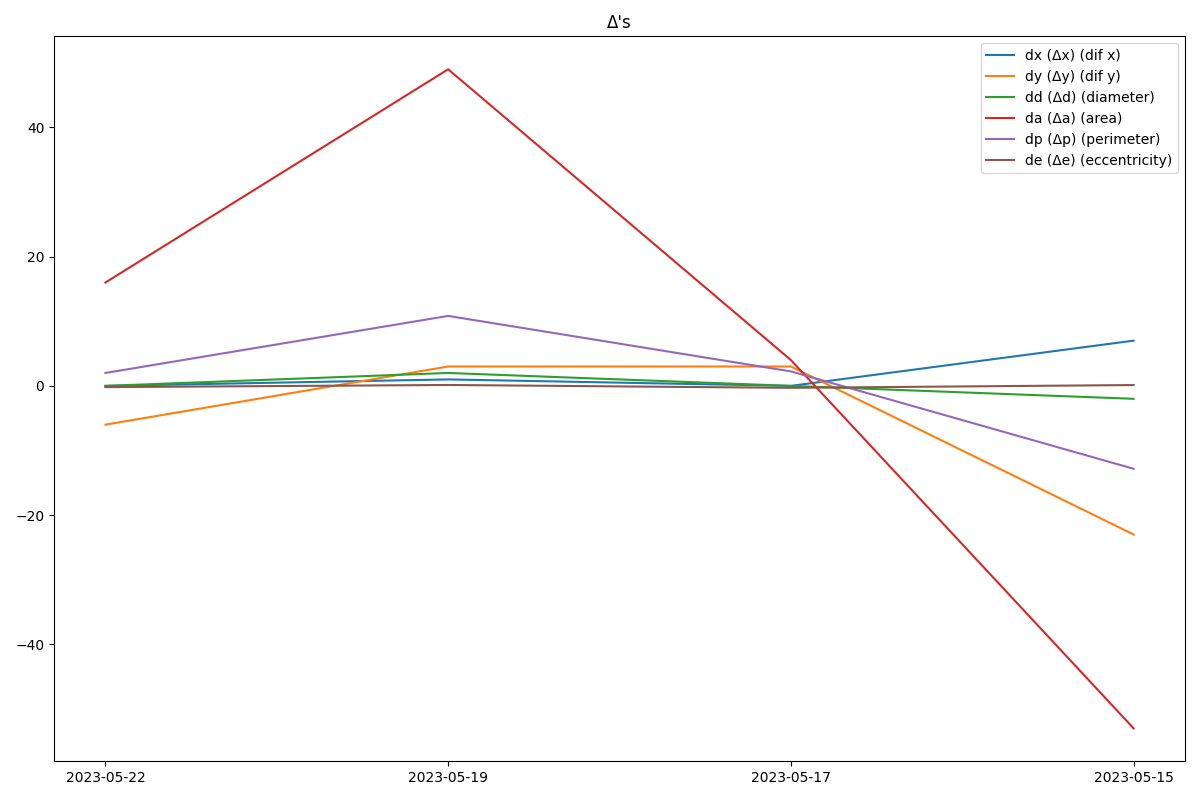 Δ's
dx (Δx) (dif x)
dy (Δy) (dif y)
dd (Δd) (diameter)
da (Δa) (area)
dp (Δp) (perimeter)
de (Δe) (eccentricity)
40
20
0
−20
−40
2023-05-22
2023-05-19
2023-05-17
2023-05-15